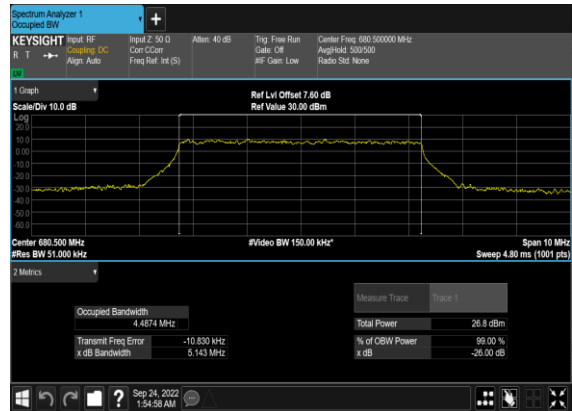 Spectrum Analyzer 1
Occupied BW
+
KEYSIGHT Input: RF Input Z: 50 Ω Atten: 40 dB Trig: Free Run Center Freq: 680.500000 MHz
R T Coupling: DC Corr CCorr Gate: Off Avg|Hold: 500/500
Align: Auto Freq Ref: Int (S) #IF Gain: Low Radio Std: None
LW
1 Graph
Ref Lvl Offset 7.60 dB
Scale/Div 10.0 dB Ref Value 30.00 dBm
Log
20.0
10.0
0.00
-10.0
-20.0
-30.0
-40.0
-50.0
-60.0
Center 680.500 MHz #Video BW 150.00 kHz* Span 10 MHz
#Res BW 51.000 kHz Sweep 4.80 ms (1001 pts)
2 Metrics
Measure Trace Trace 1
Occupied Bandwidth
4.4874 MHz Total Power 26.8 dBm
Transmit Freq Error -10.830 kHz % of OBW Power 99.00 %
x dB Bandwidth 5.143 MHz x dB -26.00 dB
? Sep 24, 2022
1:54:58 AM